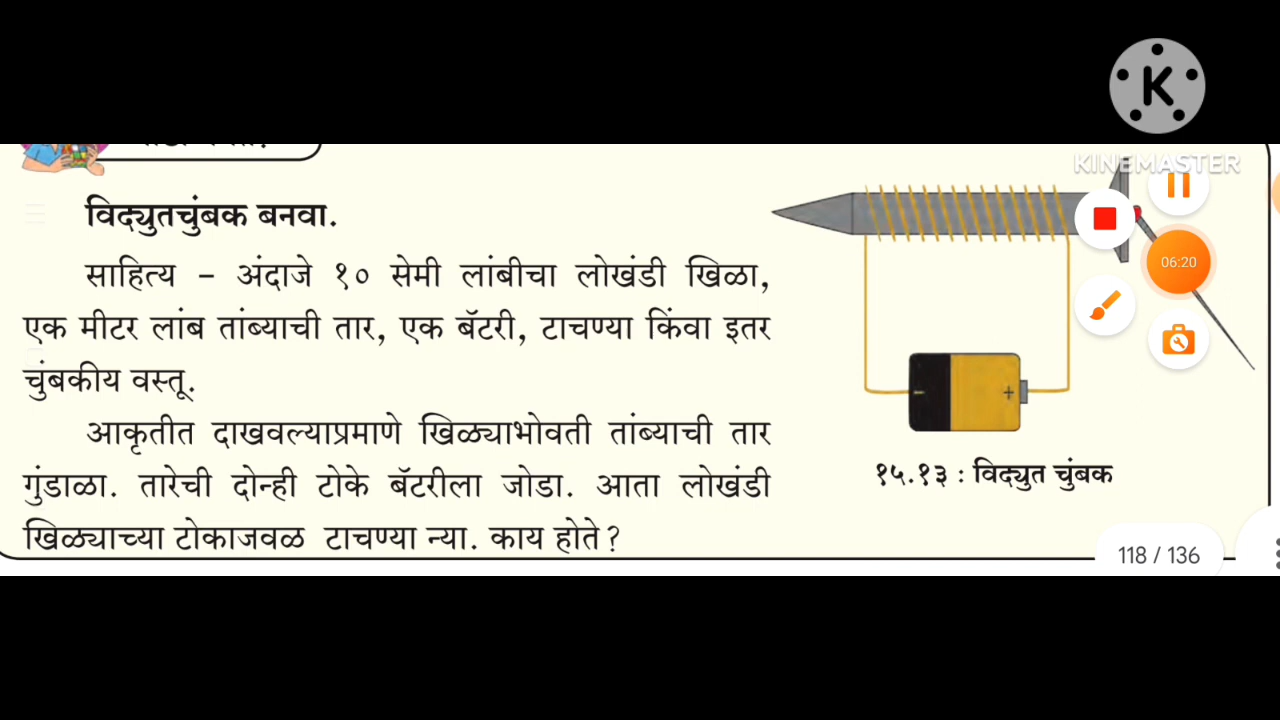 K
KINEMASTER
विद्युतचुंबक बनवा.
साहित्य – अंदाजे १० सेमी लांबीचा लोखंडी खिळा,
एक मीटर लांब तांब्याची तार, एक बॅटरी, टाचण्या किंवा इतर
चुंबकीय वस्तू.
आकृतीत दाखवल्याप्रमाणे खिळ्याभोवती तांब्याची तार
गुंडाळा. तारेची दोन्ही टोके बॅटरीला जोडा. आता लोखंडी
खिळ्याच्या टोकाजवळ टाचण्या न्या. काय होते?
06:20
– +
१५.१३ : विद्युत चुंबक
118 / 136